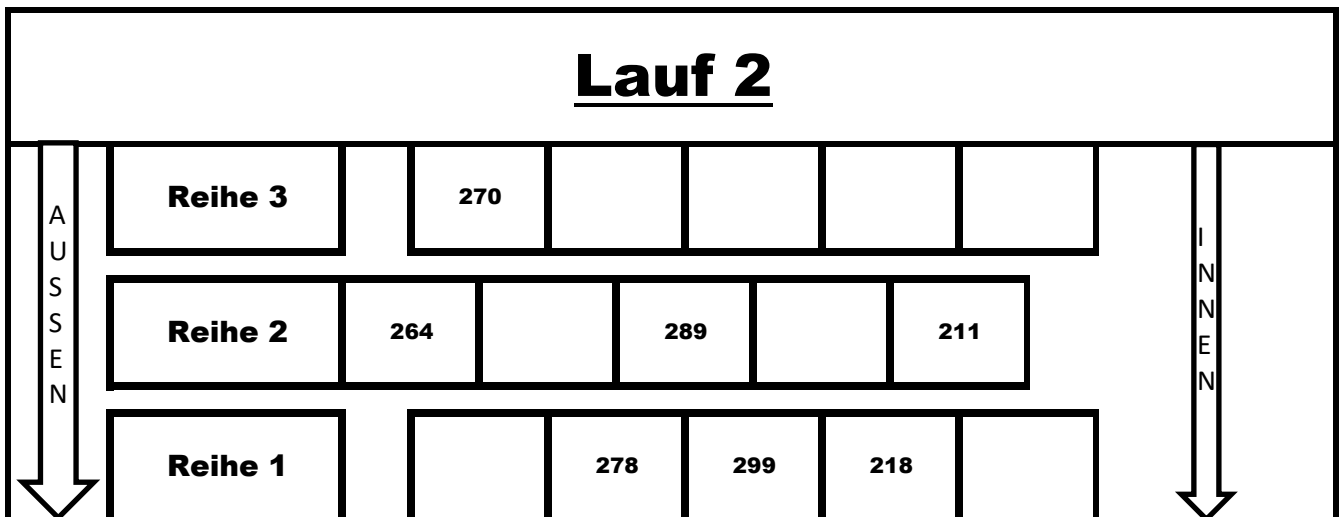 Lauf 2
AUSSEN
INNEN
Reihe 3 270
Reihe 2 264 289 211
Reihe 1 278 299 218